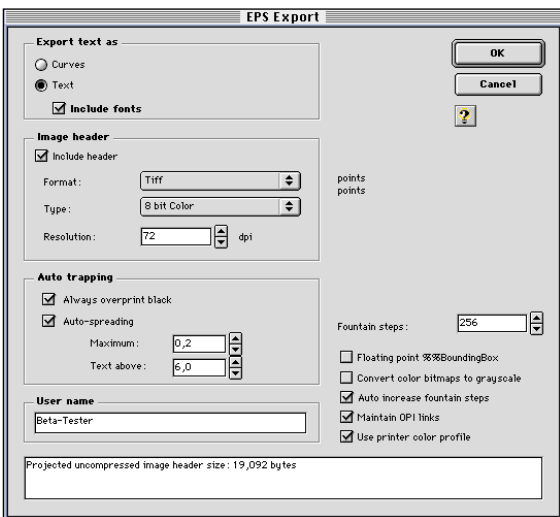 EPS Export
Export text as
Curves
Text
Include fonts
OK
Cancel
?
Image header
Include header
Format: Tiff
Type: 8 bit Color
Resolution: 72 dpi
points
points
Auto trapping
Always overprint black
Auto-spreading
Maximum: 0,2
Text above: 6,0
Fountain steps: 256
Floating point %%BoundingBox
Convert color bitmaps to grayscale
Auto increase fountain steps
Maintain OPI links
Use printer color profile
User name
Beta-Tester
Projected uncompressed image header size: 19,092 bytes